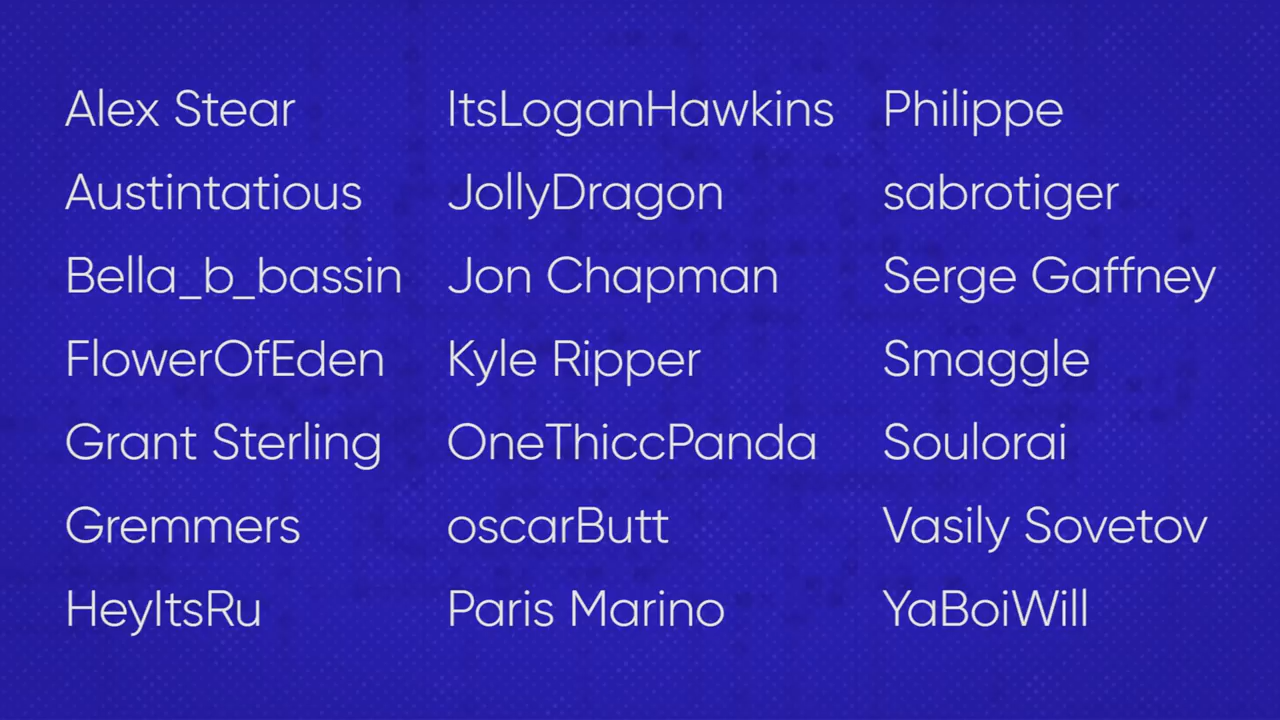 Alex Stear
Austintatious
Bella_b_bassin
FlowerOfEden
Grant Sterling
Gremmers
HeyItsRu
ItsLoganHawkins
JollyDragon
Jon Chapman
Kyle Ripper
OneThiccPanda
oscarButt
Paris Marino
Philippe
sabrotiger
Serge Gaffney
Smaggle
Soulorai
Vasily Sovetov
YaBoiWill